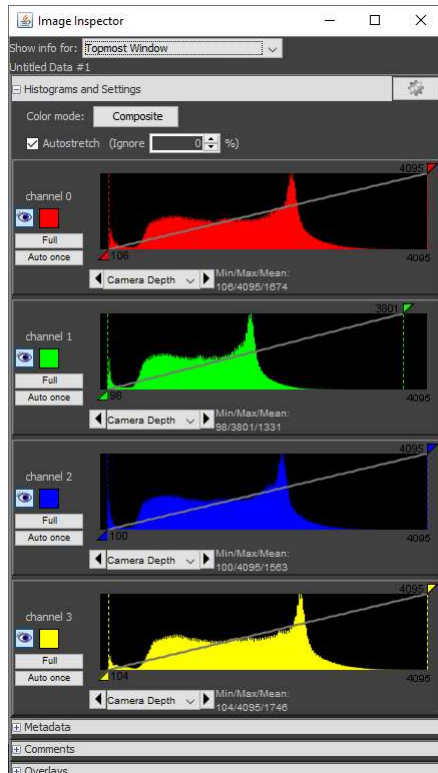 Image Inspector
Show info for: Topmost Window
Untitled Data #1
Histograms and Settings
Color mode: Composite
Autostretch (Ignore 0 %)
4095
channel 0
Full
Auto once
106
4095
Camera Depth
Min/Max/Mean:
106/4095/1674
3801
channel 1
Full
Auto once
98
4095
Camera Depth
Min/Max/Mean:
98/3801/1331
4095
channel 2
Full
Auto once
100
4095
Camera Depth
Min/Max/Mean:
100/4095/1563
4095
channel 3
Full
Auto once
104
4095
Camera Depth
Min/Max/Mean:
104/4095/1746
Metadata
Comments
Overlays